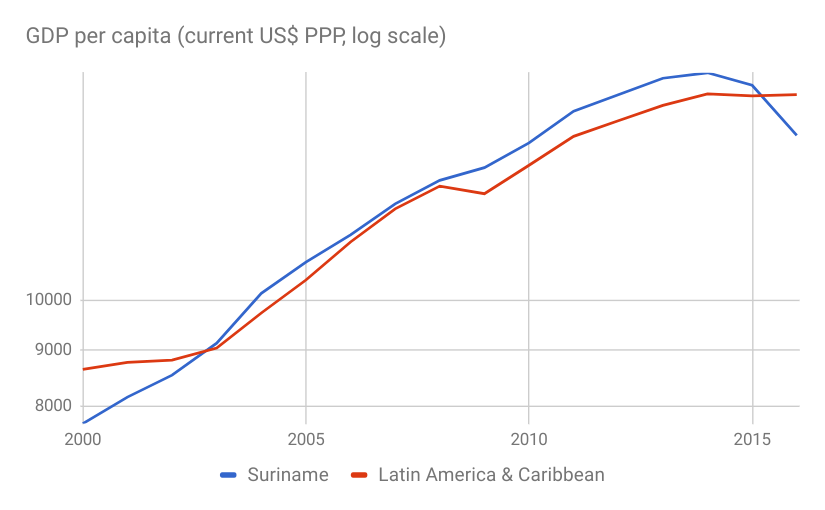 GDP per capita (current US$ PPP, log scale)
10000
9000
8000
2000 2005 2010 2015
Suriname Latin America & Caribbean